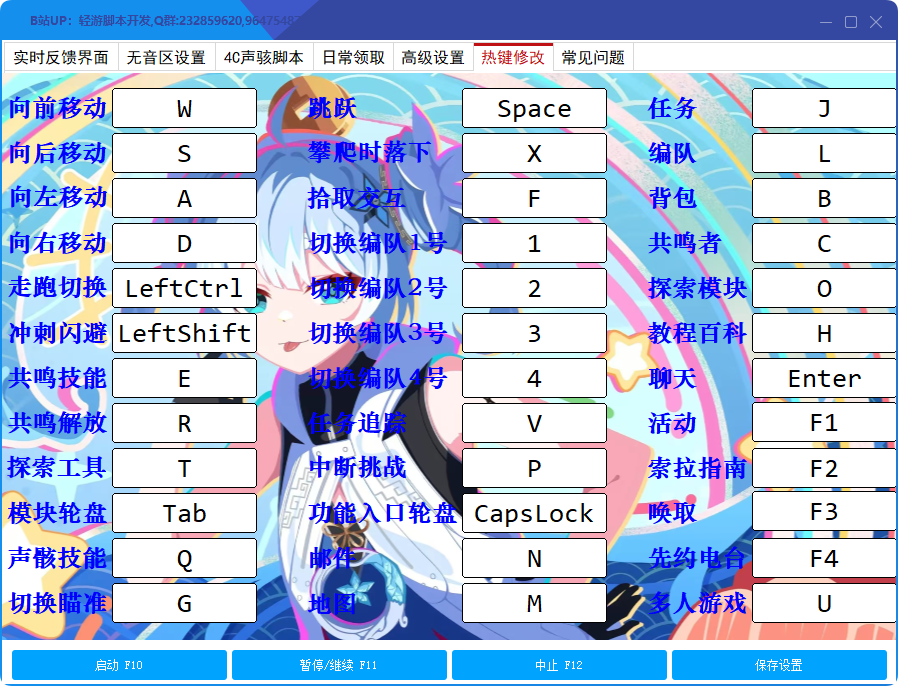 B站UP：轻游脚本开发,Q群:232859620,
实时反馈界面 无音区设置 4C声骇脚本 日常领取 高级设置 热键修改 常见问题
向前移动 W 跳跃 Space 任务 J
向后移动 S 攀爬时落下 X 编队 L
向左移动 A 拾取交互 F 背包 B
向右移动 D 切换编队1号 1 共鸣者 C
走跑切换 LeftCtrl 切换编队2号 2 探索模块 O
冲刺闪避 LeftShift 切换编队3号 3 教程百科 H
共鸣技能 E 切换编队4号 4 聊天 Enter
共鸣解放 R 任务追踪 V 活动 F1
探索工具 T 中断挑战 P 索拉指南 F2
模块轮盘 Tab 功能入口轮盘 CapsLock 唤取 F3
声骸技能 Q 邮件 N 先约电台 F4
切换瞄准 G 地图 M 多人游戏 U
启动 F10 暂停/继续 F11 中止 F12 保存设置